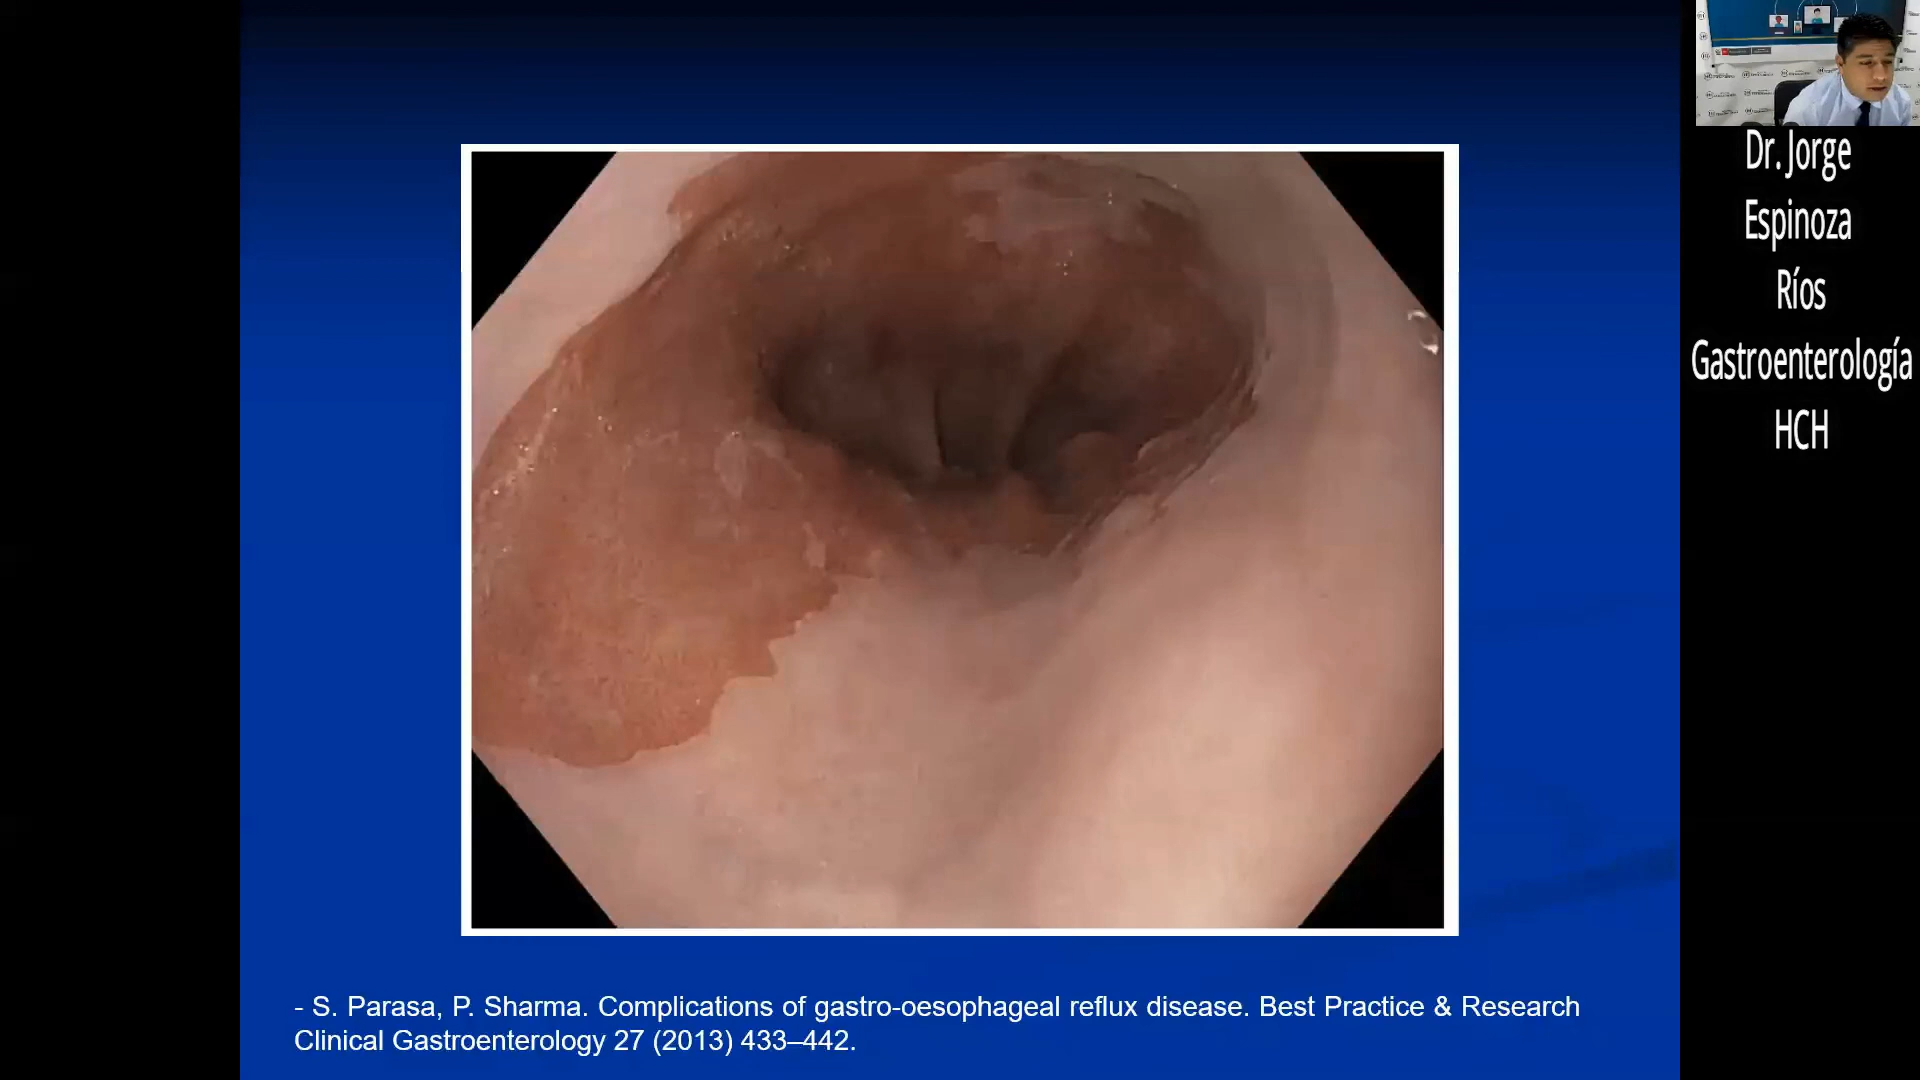 Dr. Jorge
Espinoza
Ríos
Gastroenterología
HCH
- S. Parasa, P. Sharma. Complications of gastro-oesophageal reflux disease. Best Practice & Research
Clinical Gastroenterology 27 (2013) 433–442.